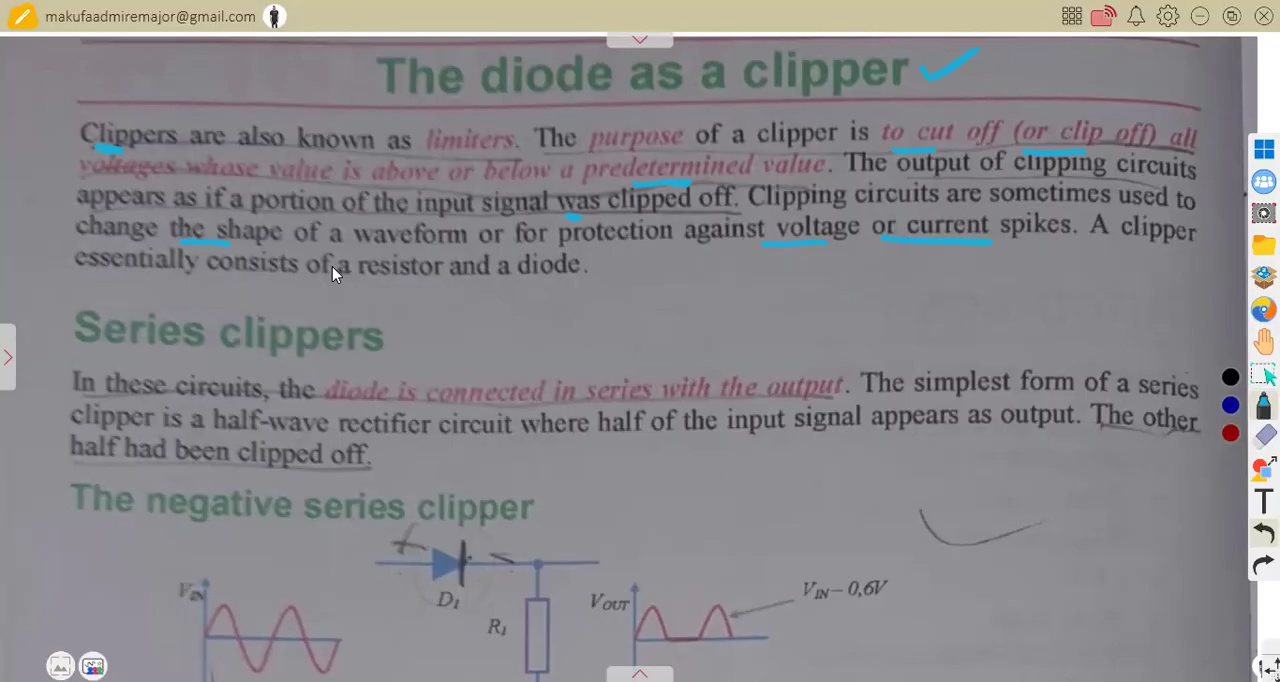 makufaadmiremajor@gmail.com
The diode as a clipper
Clippers are also known as limiters. The purpose of a clipper is to cut off (or clip off) all
voltages whose value is above or below a predetermined value. The output of clipping circuits
appears as if a portion of the input signal was clipped off. Clipping circuits are sometimes used to
change the shape of a waveform or for protection against voltage or current spikes. A clipper
essentially consists of a resistor and a diode.
Series clippers
In these circuits, the diode is connected in series with the output. The simplest form of a series
clipper is a half-wave rectifier circuit where half of the input signal appears as output. The other
half had been clipped off.
The negative series clipper
VIN
D1
R1
VOUT
VIN – 0,6V